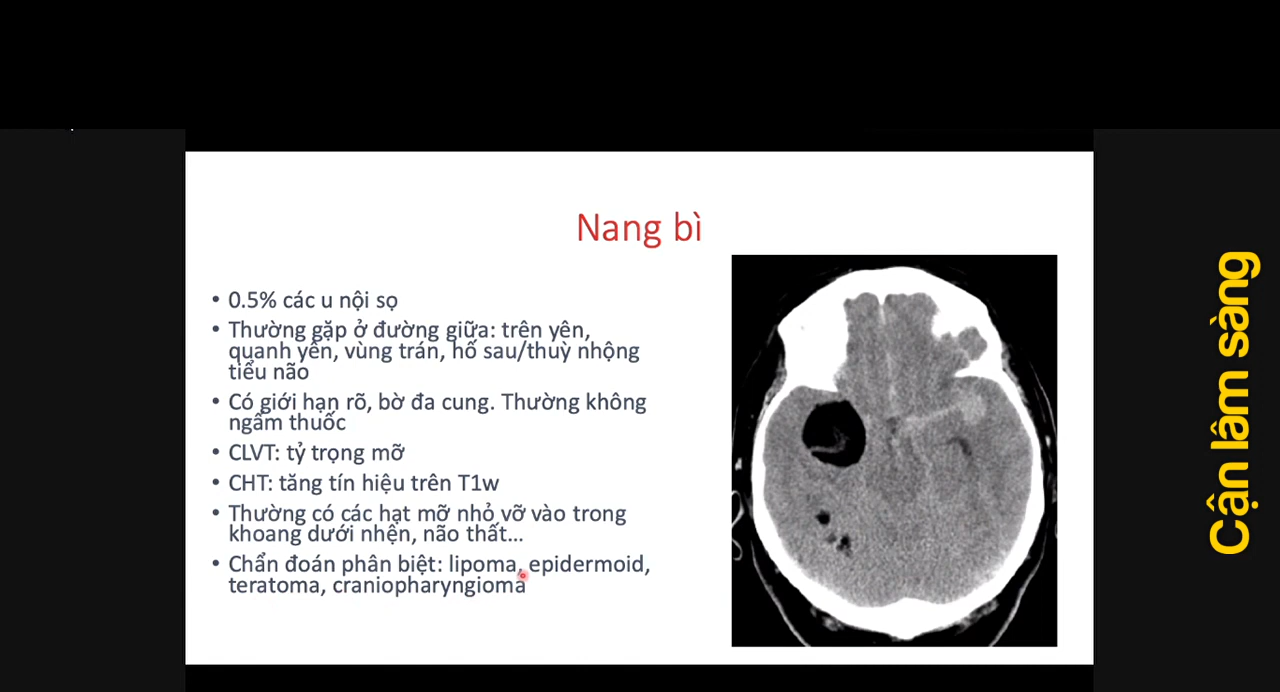 Nang bì
• 0.5% các u nội sọ
• Thường gặp ở đường giữa: trên yên,
quanh yên, vùng trán, hố sau/thuỳ nhộng
tiểu não
• Có giới hạn rõ, bờ đa cung. Thường không
ngấm thuốc
• CLVT: tỷ trọng mỡ
• CHT: tăng tín hiệu trên T1w
• Thường có các hạt mỡ nhỏ vỡ vào trong
khoang dưới nhện, não thất...
• Chẩn đoán phân biệt: lipoma, epidermoid,
teratoma, craniopharyngioma
Cận lâm sàng